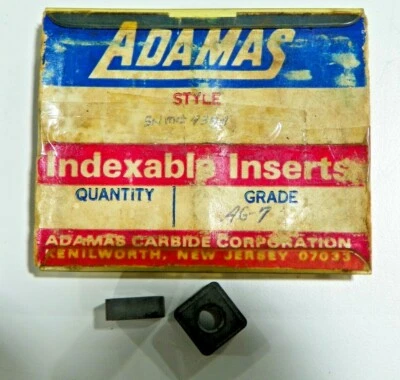 ADAMAS
STYLE
Indexable Inserts
QUANTITY GRADE
AG-7
ADAMAS CARBIDE CORPORATION
KENILWORTH, NEW JERSEY 07033